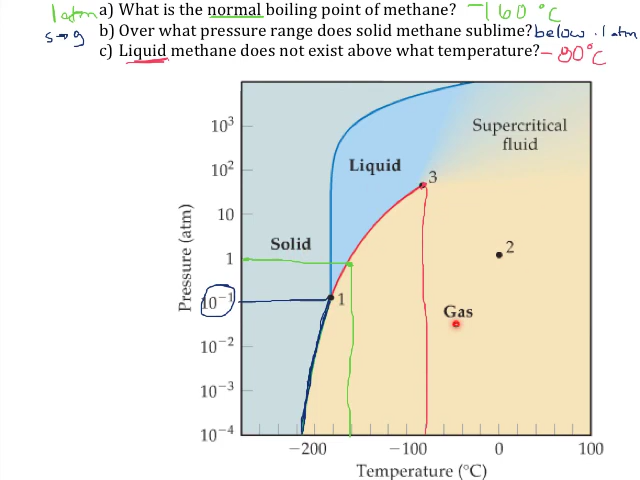 1 atm a) What is the normal boiling point of methane? -160 °C
s→g b) Over what pressure range does solid methane sublime? below .1 atm
c) Liquid methane does not exist above what temperature? -80°C
10³
Supercritical
fluid
10²
Liquid
3
10
Solid
2
1
10⁻¹
1
Gas
10⁻²
10⁻³
10⁻⁴
Pressure (atm)
−200
−100
0
100
Temperature (°C)